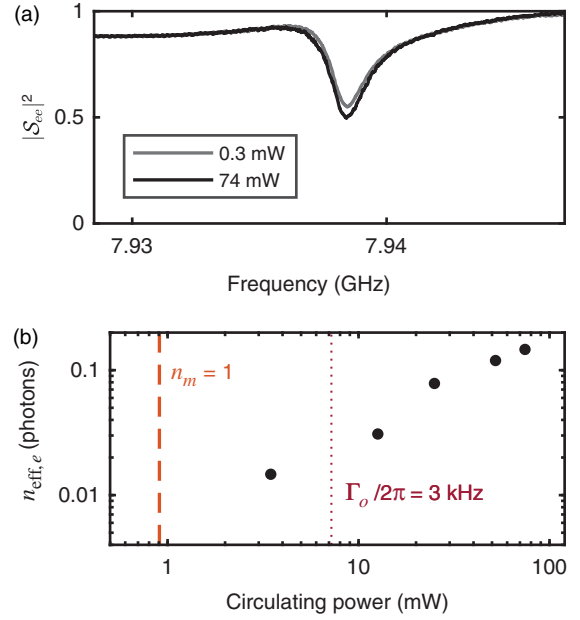 (a)
1
0.5
0
|𝒮ₑₑ|²
0.3 mW
74 mW
7.93
7.94
Frequency (GHz)
(b)
0.1
0.01
n_eff, e (photons)
n_m = 1
Γ_o /2π = 3 kHz
1
10
100
Circulating power (mW)